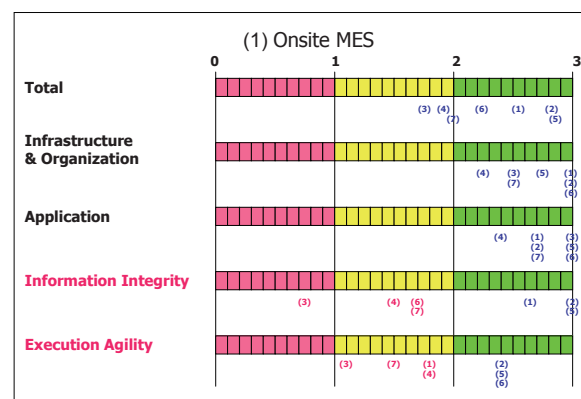 (1) Onsite MES
0 1 2 3
Total
(3) (4) (6) (1) (2)
(7) (5)
Infrastructure
& Organization
(4) (3) (5) (1)
(7) (2)
(6)
Application
(4) (1) (3)
(2) (5)
(7) (6)
Information Integrity
(3) (4) (6) (1) (2)
(7) (5)
Execution Agility
(3) (7) (1) (2)
(4) (5)
(6)